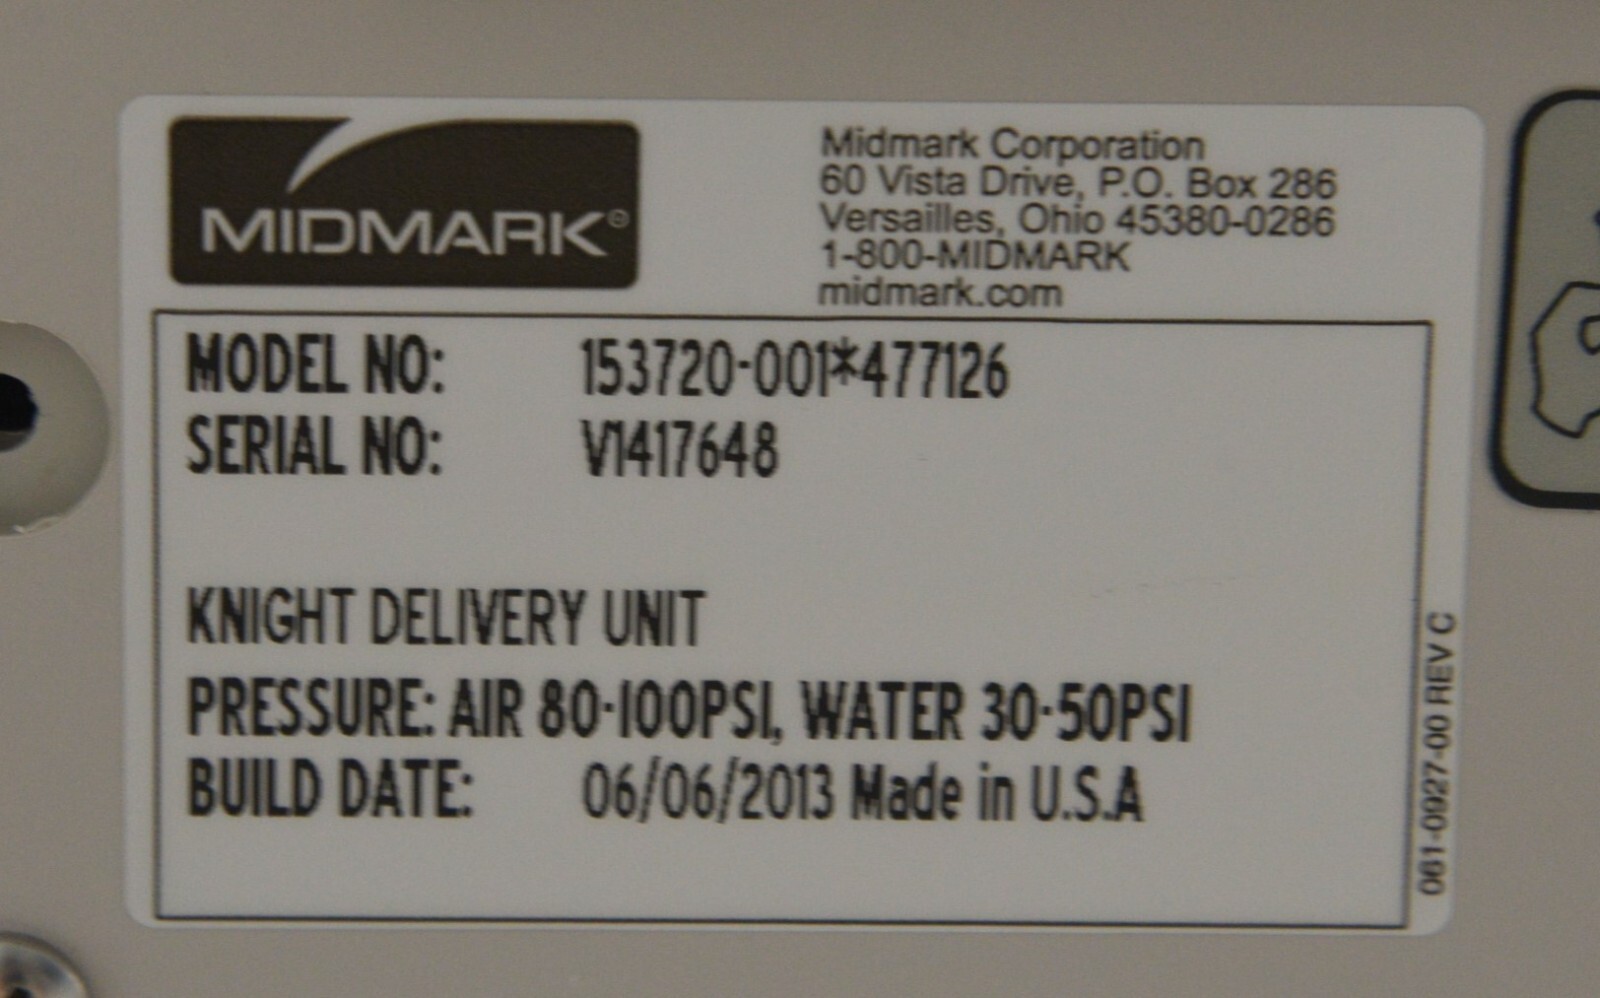 MIDMARK®
Midmark Corporation
60 Vista Drive, P.O. Box 286
Versailles, Ohio 45380-0286
1-800-MIDMARK
midmark.com
MODEL NO: 153720-001*477126
SERIAL NO: V1417648
KNIGHT DELIVERY UNIT
PRESSURE: AIR 80-100PSI, WATER 30-50PSI
BUILD DATE: 06/06/2013 Made in U.S.A
061-0927-00 REV C